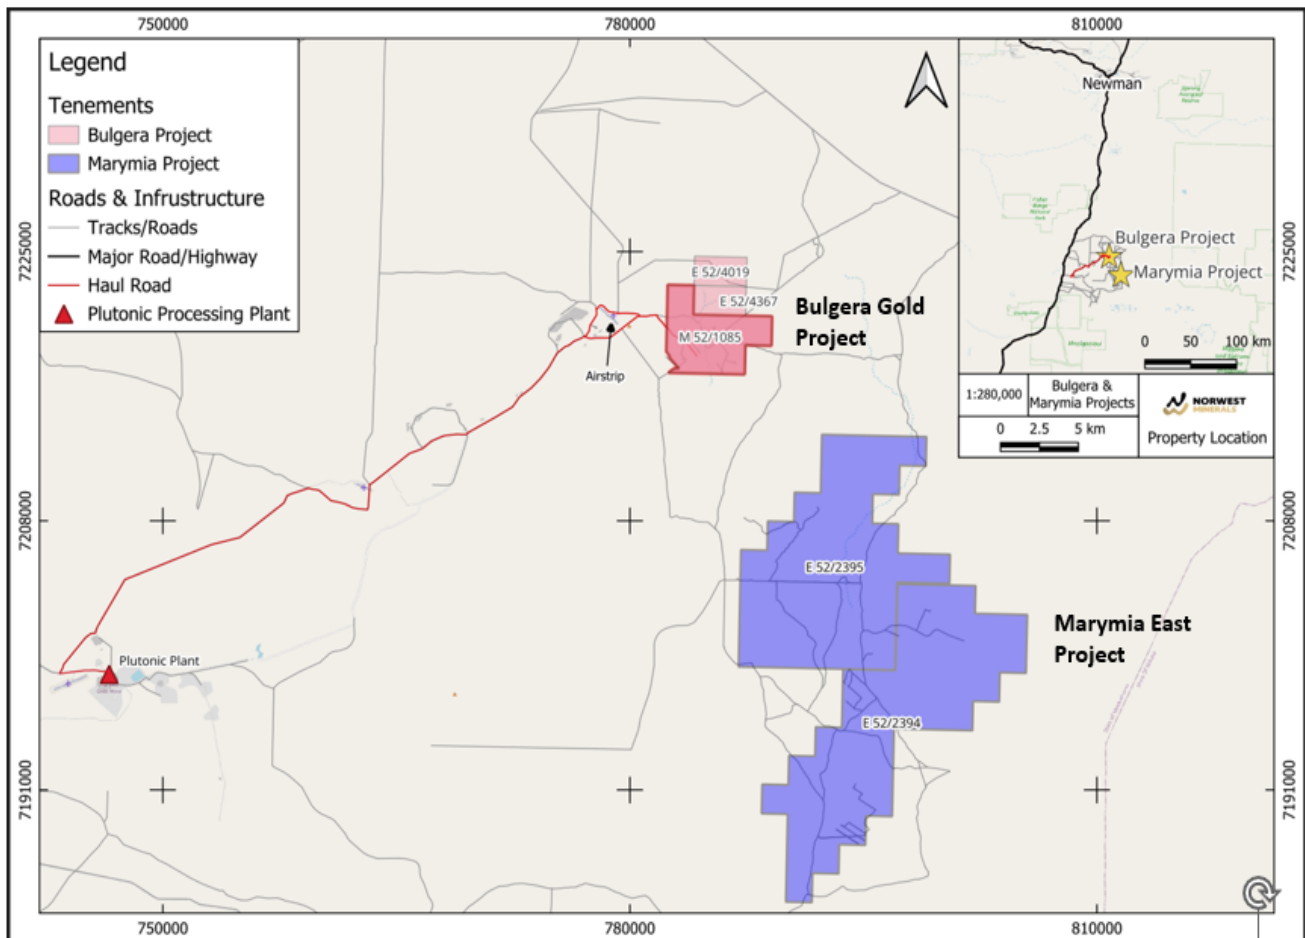 750000
780000
810000
Legend
Tenements
Bulgera Project
Marymia Project
Roads & Infrustructure
Tracks/Roads
Major Road/Highway
Haul Road
Plutonic Processing Plant
Newman
Bulgera Project
Marymia Project
0 50 100 km
1:280,000
Bulgera &
Marymia Projects
0 2.5 5 km
NORWEST
MINERALS
Property Location
7225000
7225000
E 52/4019
E 52/4367
M 52/1085
Bulgera Gold
Project
Airstrip
7208000
7208000
E 52/2395
Marymia East
Project
Plutonic Plant
E 52/2394
7191000
7191000
750000
780000
810000